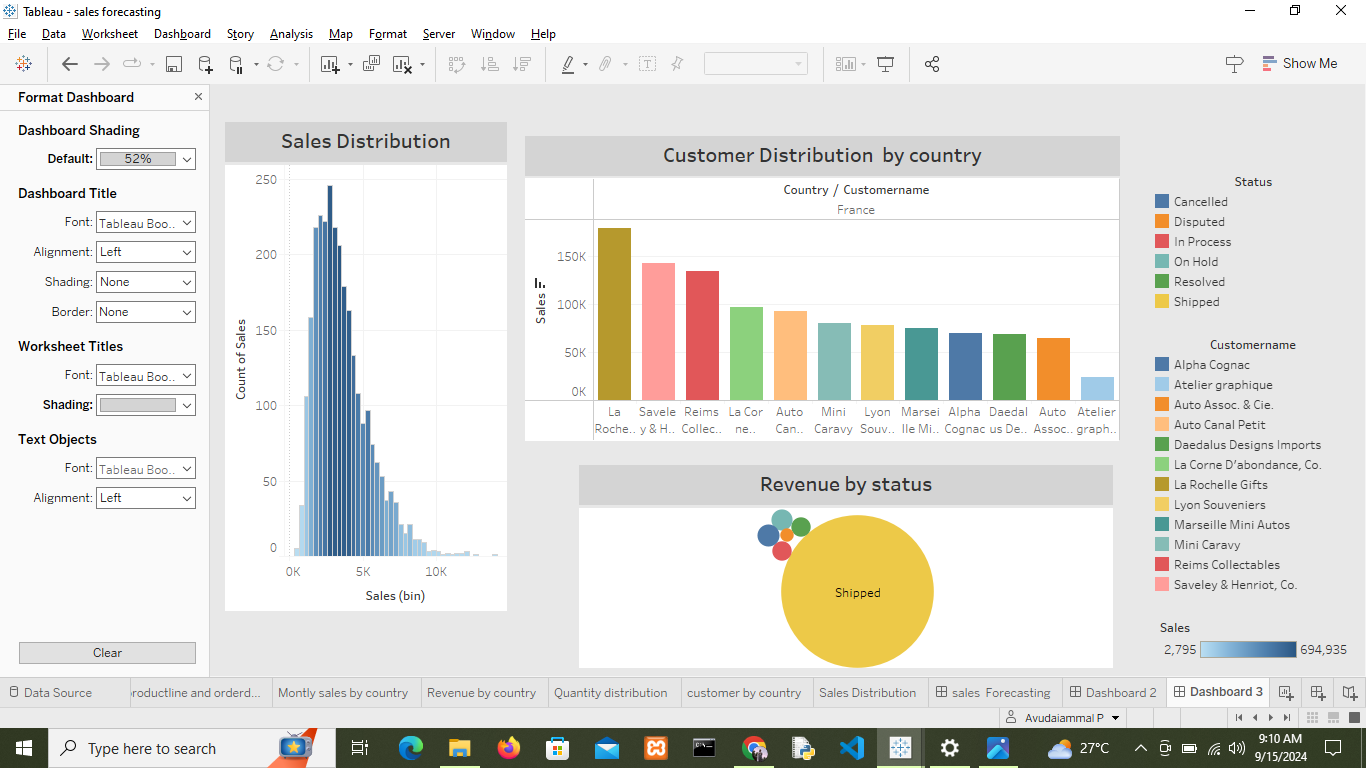 Tableau - sales forecasting
File Data Worksheet Dashboard Story Analysis Map Format Server Window Help
Show Me
Format Dashboard
Dashboard Shading
Default: 52%
Dashboard Title
Font: Tableau Boo..
Alignment: Left
Shading: None
Border: None
Worksheet Titles
Font: Tableau Boo..
Shading:
Text Objects
Font: Tableau Boo..
Alignment: Left
Clear
Sales Distribution
250
200
150
100
50
0
Count of Sales
0K 5K 10K
Sales (bin)
Customer Distribution by country
Country / Customername
France
Sales
150K
100K
50K
0K
La Roche..
Savele y & H..
Reims Collec..
La Cor ne..
Auto Can..
Mini Caravy
Lyon Souv..
Marsei lle Mi..
Alpha Cognac
Daedal us De..
Auto Assoc..
Atelier graph..
Revenue by status
Shipped
Status
Cancelled
Disputed
In Process
On Hold
Resolved
Shipped
Customername
Alpha Cognac
Atelier graphique
Auto Assoc. & Cie.
Auto Canal Petit
Daedalus Designs Imports
La Corne D’abondance, Co.
La Rochelle Gifts
Lyon Souveniers
Marseille Mini Autos
Mini Caravy
Reims Collectables
Saveley & Henriot, Co.
Sales
2,795 694,935
Data Source roductline and orderd... Montly sales by country Revenue by country Quantity distribution customer by country Sales Distribution sales Forecasting Dashboard 2 Dashboard 3
Avudaiammal P
Type here to search
27°C
9:10 AM
9/15/2024